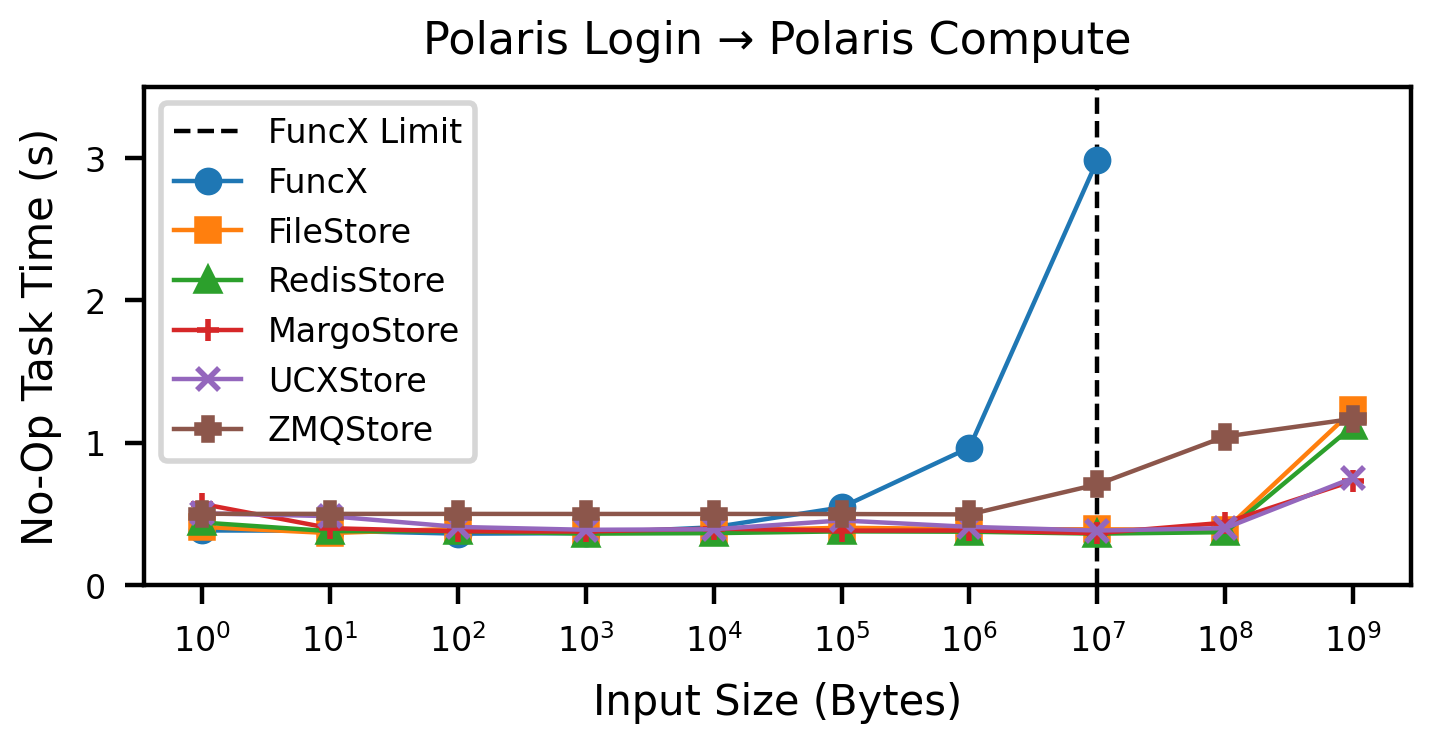 Polaris Login → Polaris Compute
No-Op Task Time (s)
3
2
1
0
FuncX Limit
FuncX
FileStore
RedisStore
MargoStore
UCXStore
ZMQStore
10⁰ 10¹ 10² 10³ 10⁴ 10⁵ 10⁶ 10⁷ 10⁸ 10⁹
Input Size (Bytes)